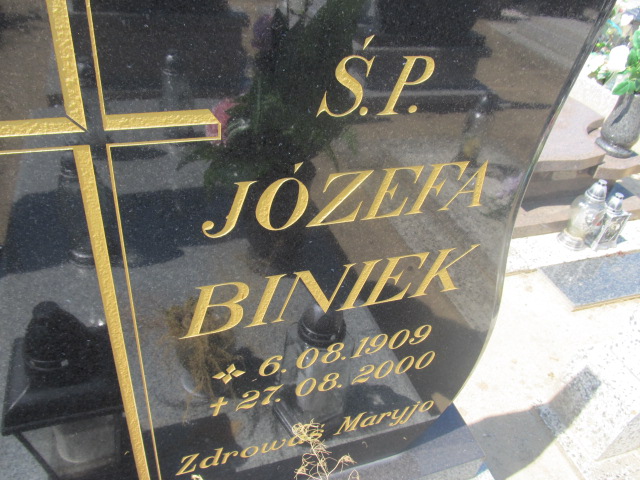 Ś.P.
JÓZEFA
BINIEK
6.08.1909
27.08.2000
Zdrowaś Maryjo